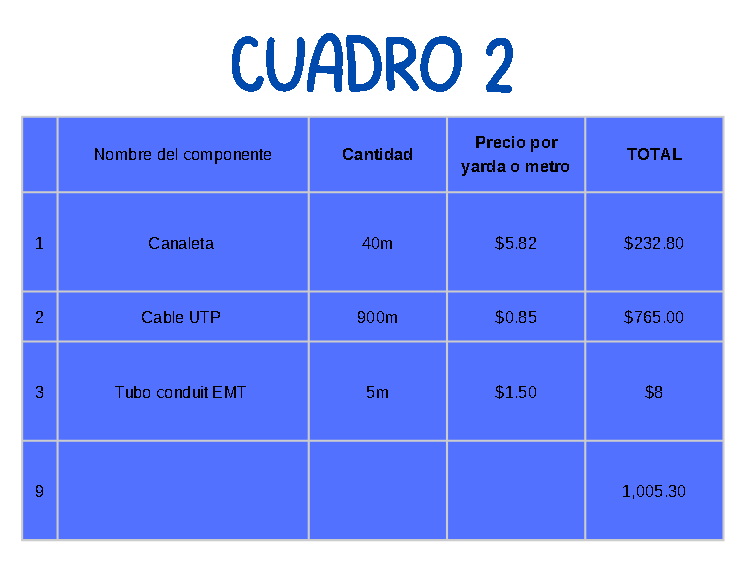 CUADRO 2
Nombre del componente Cantidad Precio por yarda o metro TOTAL
1 Canaleta 40m $5.82 $232.80
2 Cable UTP 900m $0.85 $765.00
3 Tubo conduit EMT 5m $1.50 $8
9 1,005.30